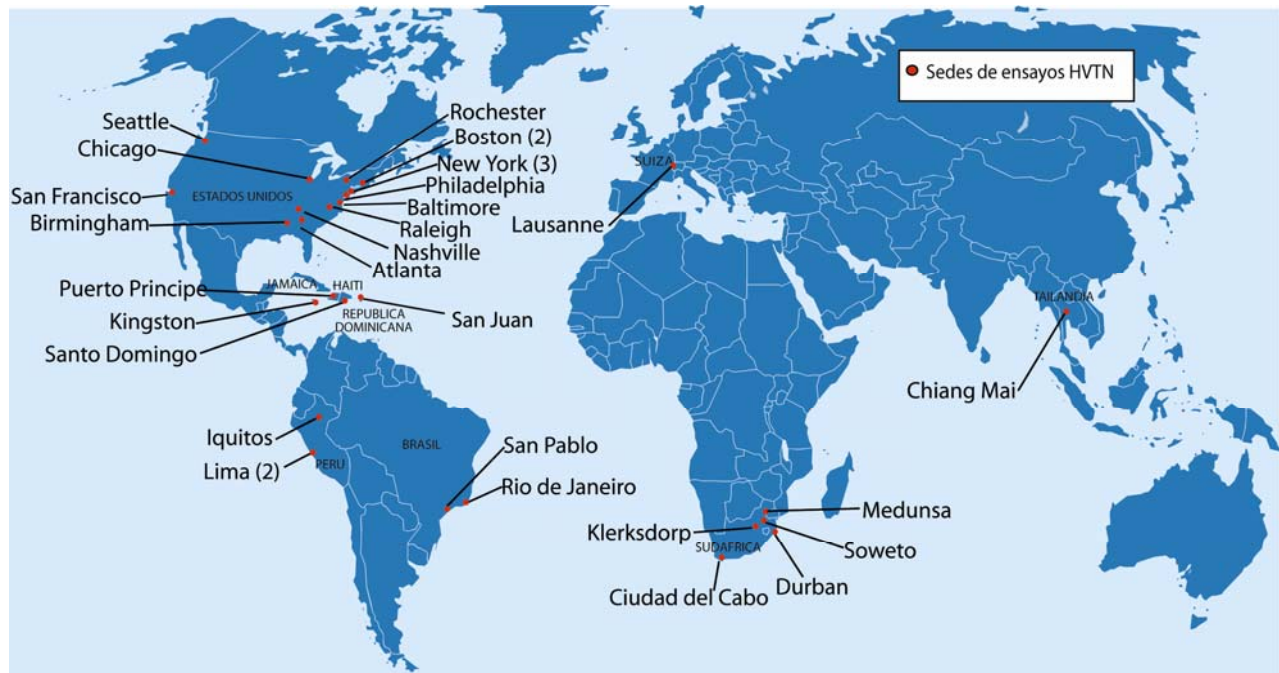 Sedes de ensayos HVTN
Seattle
Chicago
San Francisco
Birmingham
ESTADOS UNIDOS
Rochester
Boston (2)
New York (3)
Philadelphia
Baltimore
Raleigh
Nashville
Atlanta
Puerto Principe
Kingston
Santo Domingo
JAMAICA
HAITI
REPUBLICA
DOMINICANA
San Juan
Iquitos
Lima (2)
PERU
BRASIL
San Pablo
Rio de Janeiro
SUIZA
Lausanne
Klerksdorp
SUDAFRICA
Ciudad del Cabo
Medunsa
Soweto
Durban
TAILANDIA
Chiang Mai